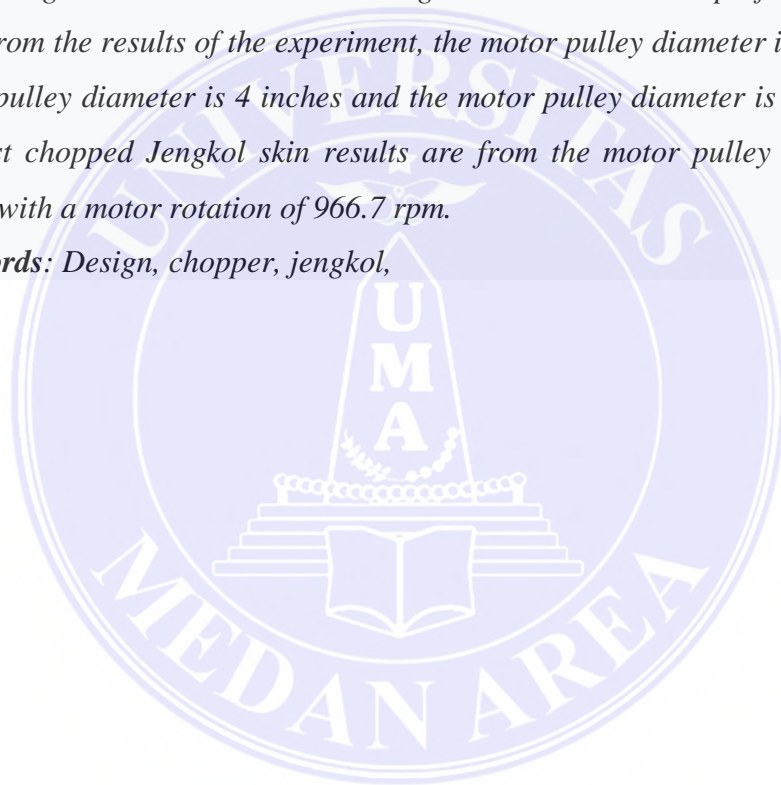 rom the results of the experiment, the motor pulley diameter i
pulley diameter is 4 inches and the motor pulley diameter is
st chopped Jengkol skin results are from the motor pulley
with a motor rotation of 966.7 rpm.
rds: Design, chopper, jengkol,
UNIVERSITAS
UMA
MEDAN AREA